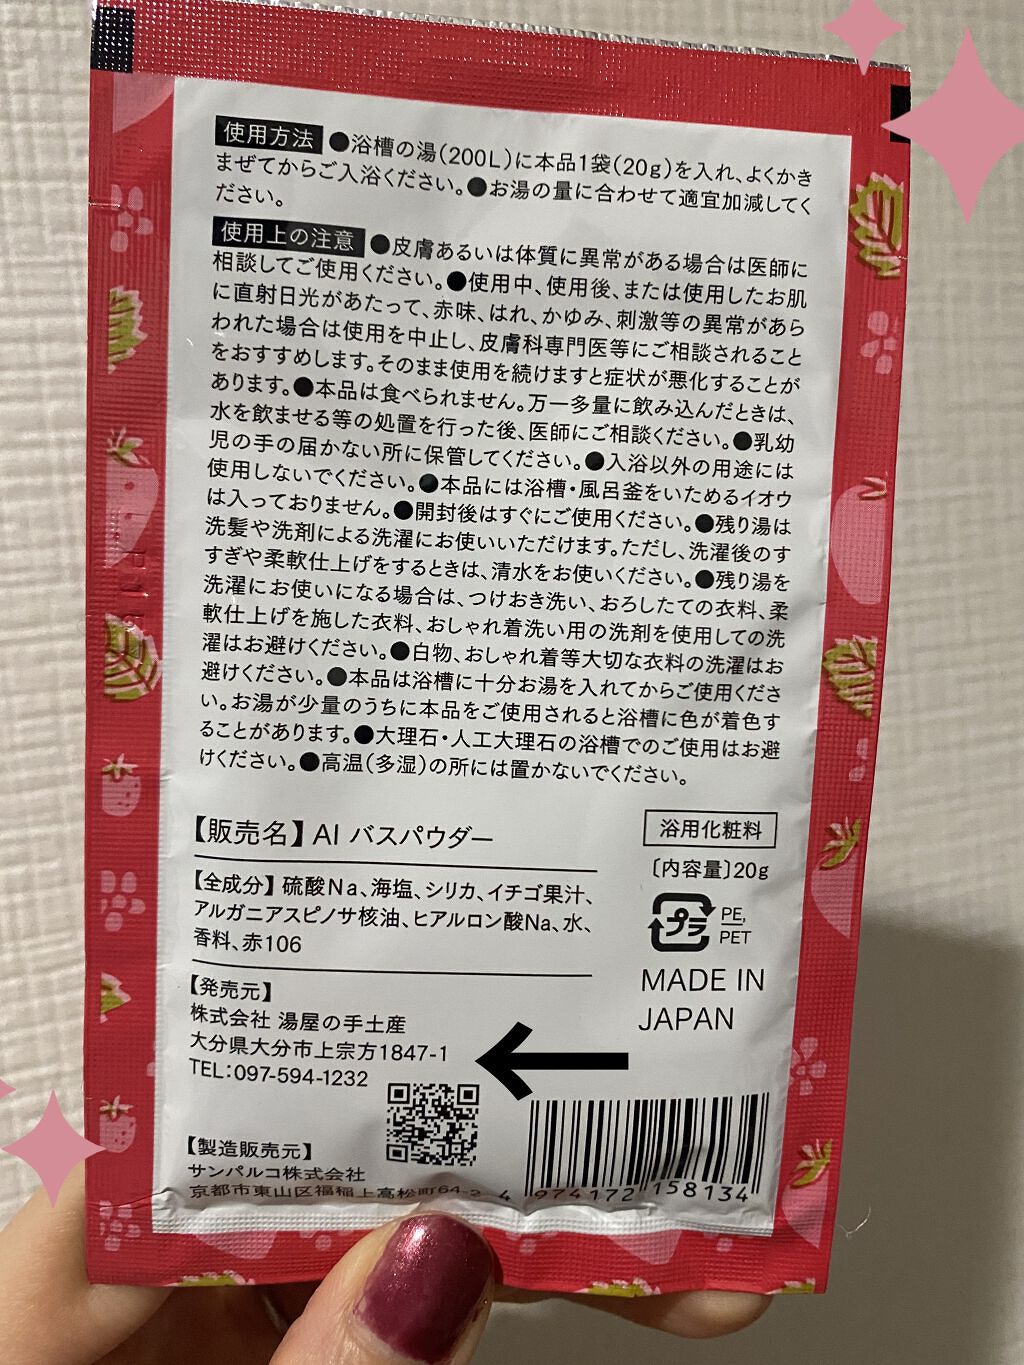 使用方法 ●浴槽の湯(200L)に本品1袋(20g)を入れ、よくかき
まぜてからご入浴ください。●お湯の量に合わせて適宜加減してく
ださい。
使用上の注意 ●皮膚あるいは体質に異常がある場合は医師に
相談してご使用ください。●使用中、使用後、または使用したお肌
に直射日光があたって、赤味、はれ、かゆみ、刺激等の異常があら
われた場合は使用を中止し、皮膚科専門医等にご相談されること
をおすすめします。そのまま使用を続けますと症状が悪化することが
あります。●本品は食べられません。万一多量に飲み込んだときは、
水を飲ませる等の処置を行った後、医師にご相談ください。●乳幼
児の手の届かない所に保管してください。●入浴以外の用途には
使用しないでください。●本品には浴槽・風呂釜をいためるイオウ
は入っておりません。●開封後はすぐにご使用ください。●残り湯は
洗髪や洗剤による洗濯にお使いいただけます。ただし、洗濯後のす
すぎや柔軟仕上げをするときは、清水をお使いください。●残り湯を
洗濯にお使いになる場合は、つけおき洗い、おろしたての衣料、柔
軟仕上げを施した衣料、おしゃれ着洗い用の洗剤を使用しての洗
濯はお避けください。●白物、おしゃれ着等大切な衣料の洗濯はお
避けください。●本品は浴槽に十分お湯を入れてからご使用くださ
い。お湯が少量のうちに本品をご使用されると浴槽に色が着色す
ることがあります。●大理石・人工大理石の浴槽でのご使用はお避
けください。●高温(多湿)の所には置かないでください。
【販売名】AI バスパウダー
【全成分】硫酸Na、海塩、シリカ、イチゴ果汁、
アルガニアスピノサ核油、ヒアルロン酸Na、水、
香料、赤106
浴用化粧料
〔内容量〕20g
プラ
PE,
PET
MADE IN
JAPAN
【発売元】
株式会社 湯屋の手土産
大分県大分市上宗方1847-1
TEL:097-594-1232
【製造販売元】
サンパルコ株式会社
京都市東山区福稲上高松町64-2
4 974172 158134